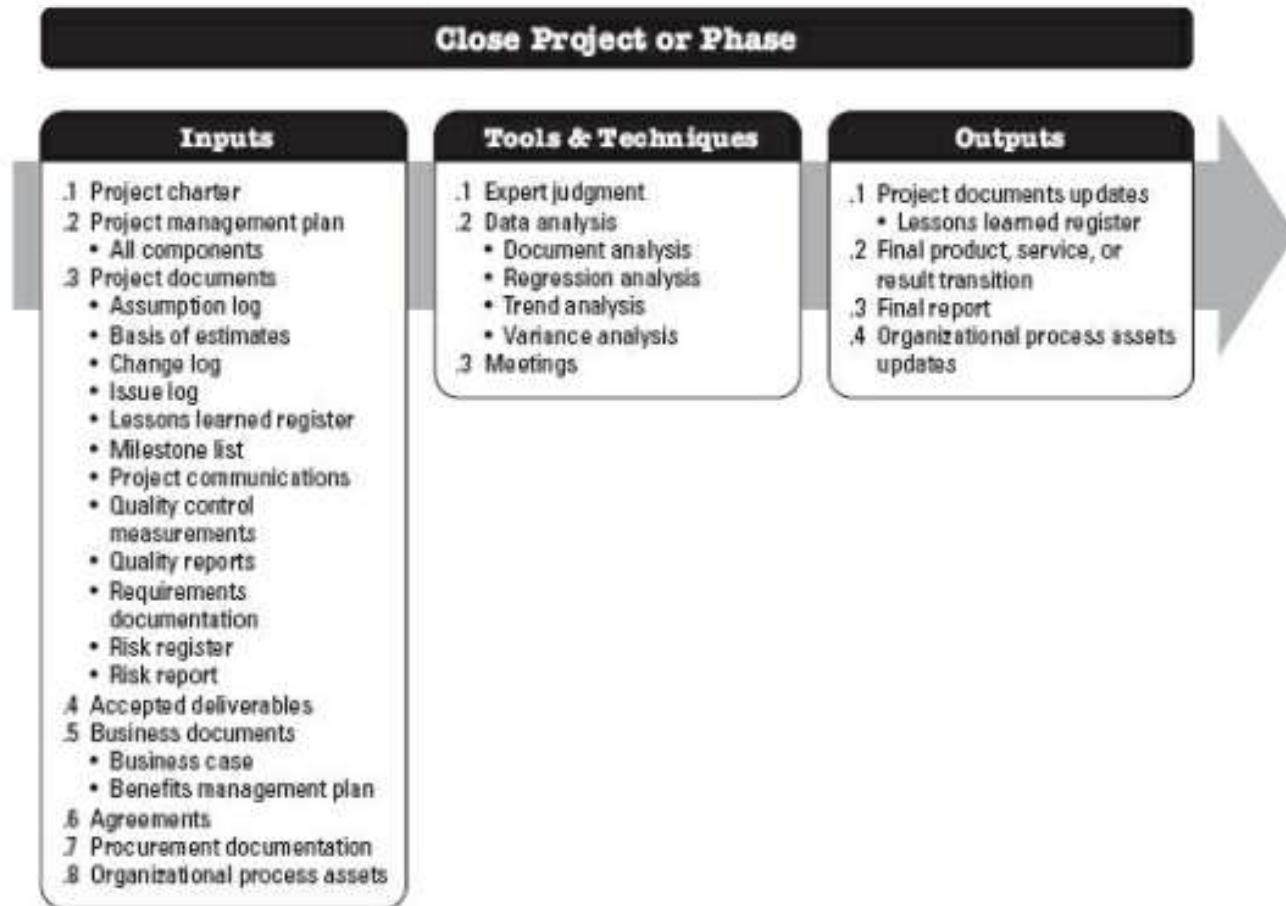 Close Project or Phase
Inputs
.1 Project charter
.2 Project management plan
• All components
.3 Project documents
• Assumption log
• Basis of estimates
• Change log
• Issue log
• Lessons learned register
• Milestone list
• Project communications
• Quality control
measurements
• Quality reports
• Requirements
documentation
• Risk register
• Risk report
.4 Accepted deliverables
.5 Business documents
• Business case
• Benefits management plan
.6 Agreements
.7 Procurement documentation
.8 Organizational process assets
Tools & Techniques
.1 Expert judgment
.2 Data analysis
• Document analysis
• Regression analysis
• Trend analysis
• Variance analysis
.3 Meetings
Outputs
.1 Project documents updates
• Lessons learned register
.2 Final product, service, or
result transition
.3 Final report
.4 Organizational process assets
updates